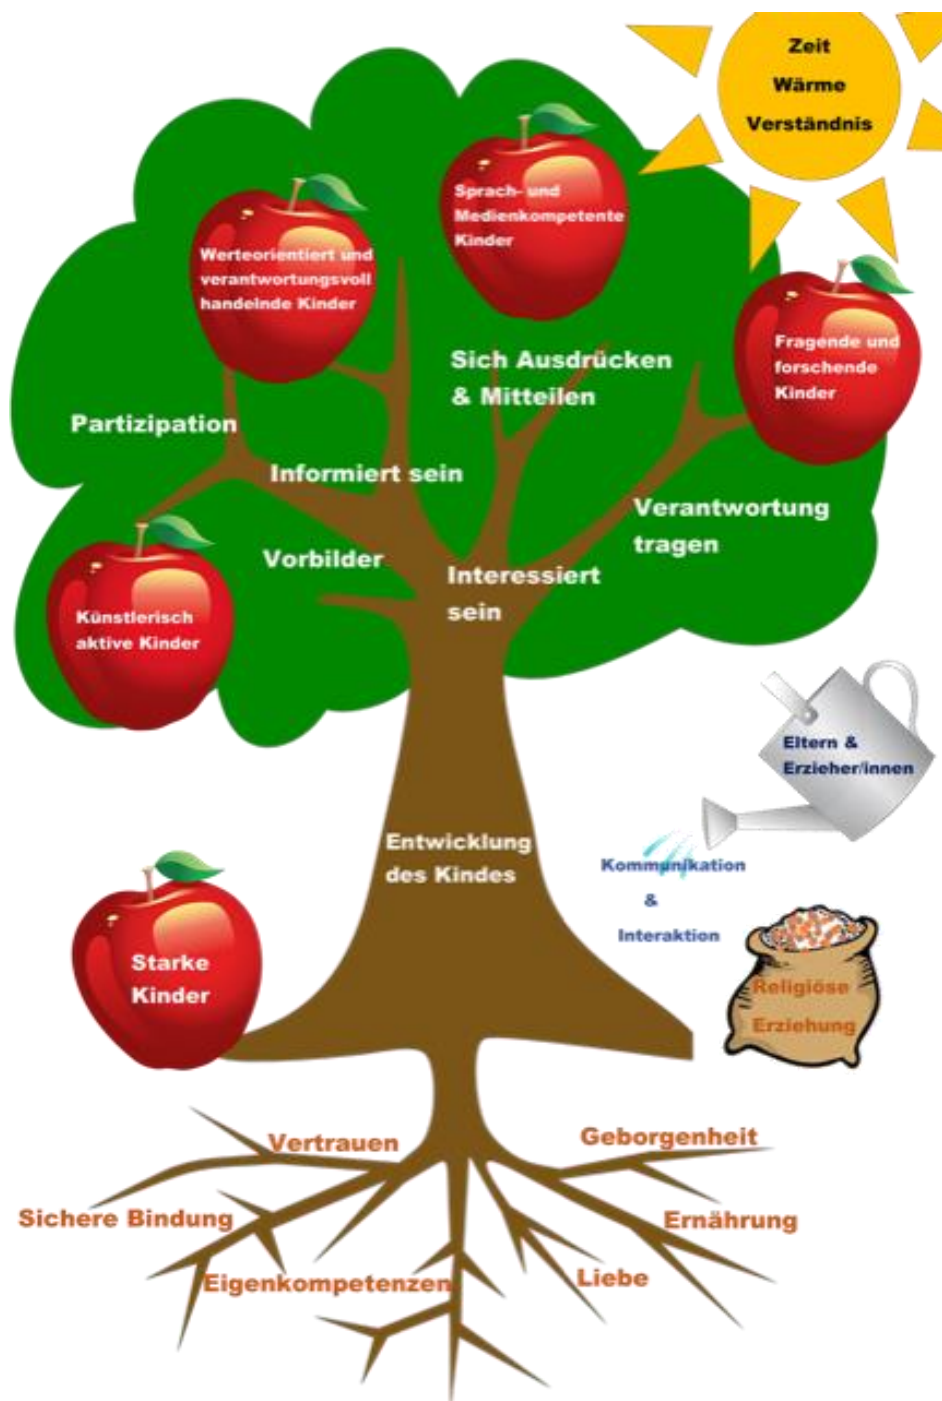 Zeit
Wärme
Verständnis
Sprach- und
Medienkompetente
Kinder
Werteorientiert und
verantwortungsvoll
handelnde Kinder
Fragende und
forschende
Kinder
Sich Ausdrücken
& Mitteilen
Partizipation
Informiert sein
Verantwortung
tragen
Vorbilder
Interessiert
sein
Künstlerisch
aktive Kinder
Eltern &
Erzieher/innen
Entwicklung
des Kindes
Kommunikation
&
Interaktion
Starke
Kinder
Religiöse
Erziehung
Vertrauen
Geborgenheit
Sichere Bindung
Ernährung
Eigenkompetenzen
Liebe